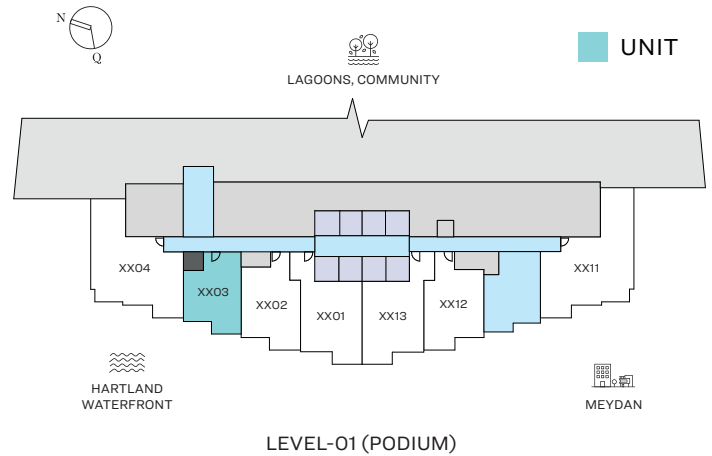 N
Q
UNIT
LAGOONS, COMMUNITY
XX04
XX03
XX02
XX01
XX13
XX12
XX11
HARTLAND
WATERFRONT
MEYDAN
LEVEL-01 (PODIUM)